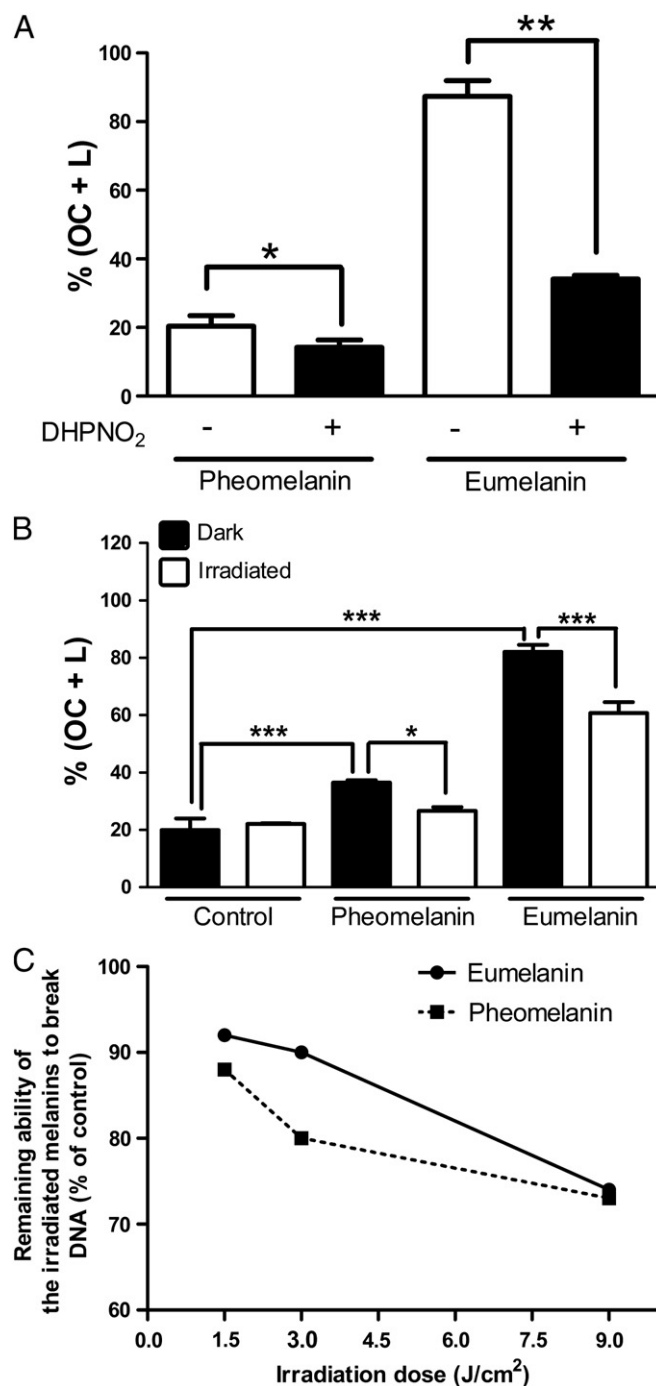 A
**
100
80
60
40
20
0
% (OC + L)
*
DHPNO₂ - + - +
Pheomelanin Eumelanin
B
Dark
Irradiated
120
100
80
60
40
20
0
% (OC + L)
***
***
***
*
Control Pheomelanin Eumelanin
C
100
90
80
70
60
Remaining ability of
the irradiated melanins to break
DNA (% of control)
Eumelanin
Pheomelanin
0.0 1.5 3.0 4.5 6.0 7.5 9.0
Irradiation dose (J/cm²)